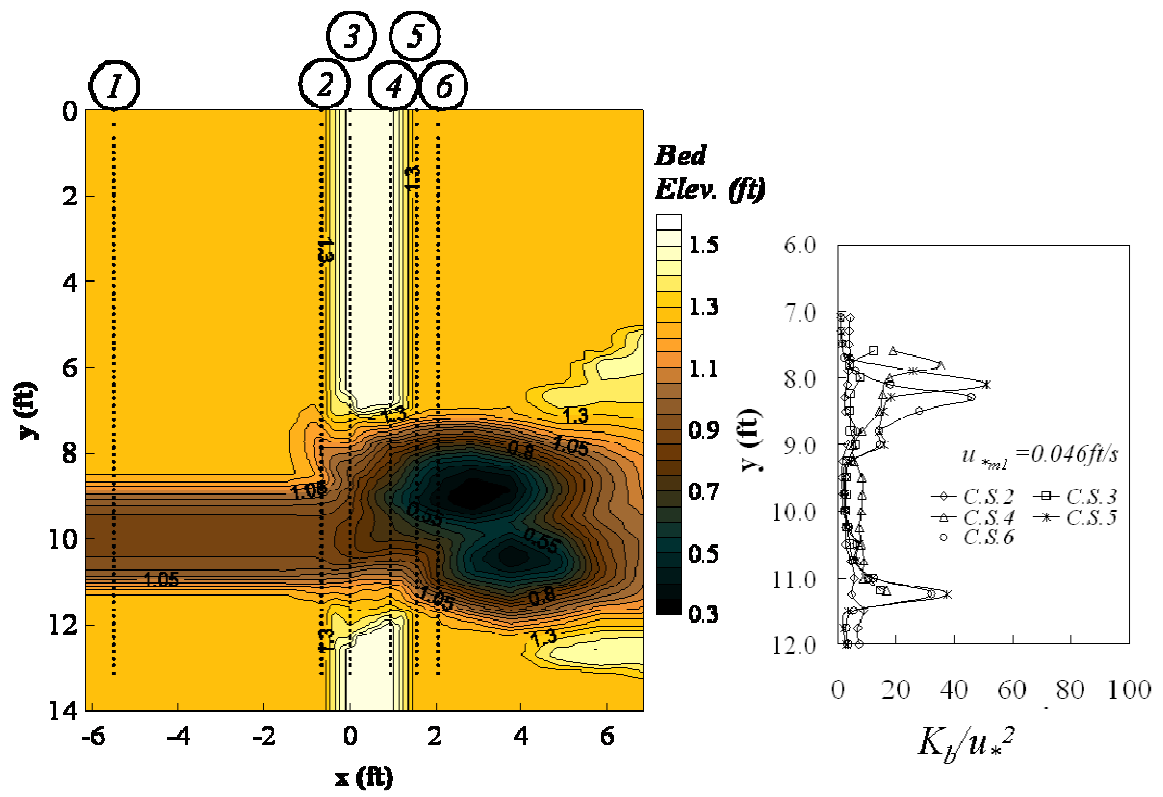 3 5
1 2 4 6
0
2
4
6
8
10
12
14
y (ft)
-6 -4 -2 0 2 4 6
x (ft)
1.3
1.3
1.3
1.3
1.05
0.8
1.05
0.55
0.55
1.05
1.05
0.8
1.3
1.3
Bed
Elev. (ft)
1.5
1.3
1.1
0.9
0.7
0.5
0.3
6.0
7.0
8.0
9.0
10.0
11.0
12.0
y (ft)
u*m1 =0.046ft/s
C.S.2 C.S.3
C.S.4 C.S.5
C.S.6
0 20 40 60 80 100
Kb/u*²